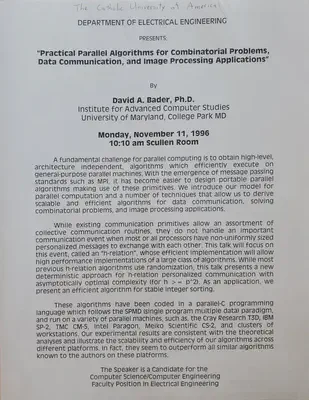 The Catholic University of America
DEPARTMENT OF ELECTRICAL ENGINEERING
PRESENTS:
"Practical Parallel Algorithms for Combinatorial Problems,
Data Communication, and Image Processing Applications"
By
David A. Bader, Ph.D.
Institute for Advanced Computer Studies
University of Maryland, College Park MD
Monday, November 11, 1996
10:10 am Scullen Room
A fundamental challenge for parallel computing is to obtain high-level,
architecture independent, algorithms which efficiently execute on
general-purpose parallel machines. With the emergence of message passing
standards such as MPI, it has become easier to design portable parallel
algorithms making use of these primitives. We introduce our model for
parallel computation and a number of techniques that allow us to derive
scalable and efficient algorithms for data communication, solving
combinatorial problems, and image processing applications.
While existing communication primitives allow an assortment of
collective communication routines, they do not handle an important
communication event when most or all processors have non-uniformly sized
personalized messages to exchange with each other. This talk will focus on
this event, called an "h-relation", whose efficient implementation will allow
high performance implementations of a large class of algorithms. While most
previous h-relation algorithms use randomization, this talk presents a new
deterministic approach for h-relation personalized communication with
asymptotically optimal complexity (for h > = p^2). As an application, we
present an efficient algorithm for stable integer sorting.
These algorithms have been coded in a parallel-C programming
language which follows the SPMD (single program multiple data) paradigm,
and run on a variety of parallel machines, such as, the Cray Research T3D, IBM
SP-2, TMC CM-5, Intel Paragon, Meiko Scientific CS-2, and clusters of
workstations. Our experimental results are consistent with the theoretical
analyses and illustrate the scalability and efficiency of our algorithms across
different platforms. In fact, they seem to outperform all similar algorithms
known to the authors on these platforms.
The Speaker is a Candidate for the
Computer Science/Computer Engineering
Faculty Position in Electrical Engineering